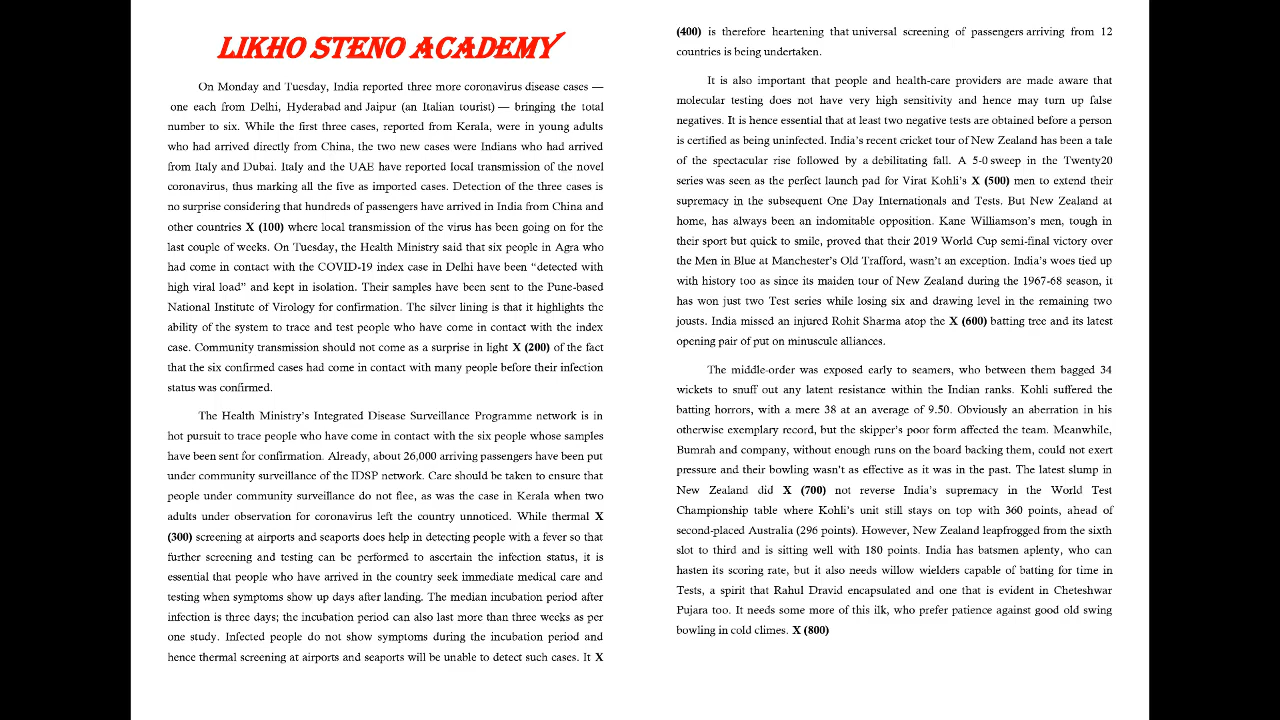 LIKHO STENO ACADEMY
On Monday and Tuesday, India reported three more coronavirus disease cases —
one each from Delhi, Hyderabad and Jaipur (an Italian tourist) — bringing the total
number to six. While the first three cases, reported from Kerala, were in young adults
who had arrived directly from China, the two new cases were Indians who had arrived
from Italy and Dubai. Italy and the UAE have reported local transmission of the novel
coronavirus, thus marking all the five as imported cases. Detection of the three cases is
no surprise considering that hundreds of passengers have arrived in India from China and
other countries X (100) where local transmission of the virus has been going on for the
last couple of weeks. On Tuesday, the Health Ministry said that six people in Agra who
had come in contact with the COVID-19 index case in Delhi have been “detected with
high viral load” and kept in isolation. Their samples have been sent to the Pune-based
National Institute of Virology for confirmation. The silver lining is that it highlights the
ability of the system to trace and test people who have come in contact with the index
case. Community transmission should not come as a surprise in light X (200) of the fact
that the six confirmed cases had come in contact with many people before their infection
status was confirmed.
The Health Ministry’s Integrated Disease Surveillance Programme network is in
hot pursuit to trace people who have come in contact with the six people whose samples
have been sent for confirmation. Already, about 26,000 arriving passengers have been put
under community surveillance of the IDSP network. Care should be taken to ensure that
people under community surveillance do not flee, as was the case in Kerala when two
adults under observation for coronavirus left the country unnoticed. While thermal X
(300) screening at airports and seaports does help in detecting people with a fever so that
further screening and testing can be performed to ascertain the infection status, it is
essential that people who have arrived in the country seek immediate medical care and
testing when symptoms show up days after landing. The median incubation period after
infection is three days; the incubation period can also last more than three weeks as per
one study. Infected people do not show symptoms during the incubation period and
hence thermal screening at airports and seaports will be unable to detect such cases. It X
(400) is therefore heartening that universal screening of passengers arriving from 12
countries is being undertaken.
It is also important that people and health-care providers are made aware that
molecular testing does not have very high sensitivity and hence may turn up false
negatives. It is hence essential that at least two negative tests are obtained before a person
is certified as being uninfected. India’s recent cricket tour of New Zealand has been a tale
of the spectacular rise followed by a debilitating fall. A 5-0 sweep in the Twenty20
series was seen as the perfect launch pad for Virat Kohli’s X (500) men to extend their
supremacy in the subsequent One Day Internationals and Tests. But New Zealand at
home, has always been an indomitable opposition. Kane Williamson’s men, tough in
their sport but quick to smile, proved that their 2019 World Cup semi-final victory over
the Men in Blue at Manchester’s Old Trafford, wasn’t an exception. India’s woes tied up
with history too as since its maiden tour of New Zealand during the 1967-68 season, it
has won just two Test series while losing six and drawing level in the remaining two
jousts. India missed an injured Rohit Sharma atop the X (600) batting tree and its latest
opening pair of put on minuscule alliances.
The middle-order was exposed early to seamers, who between them bagged 34
wickets to snuff out any latent resistance within the Indian ranks. Kohli suffered the
batting horrors, with a mere 38 at an average of 9.50. Obviously an aberration in his
otherwise exemplary record, but the skipper’s poor form affected the team. Meanwhile,
Bumrah and company, without enough runs on the board backing them, could not exert
pressure and their bowling wasn’t as effective as it was in the past. The latest slump in
New Zealand did X (700) not reverse India’s supremacy in the World Test
Championship table where Kohli’s unit still stays on top with 360 points, ahead of
second-placed Australia (296 points). However, New Zealand leapfrogged from the sixth
slot to third and is sitting well with 180 points. India has batsmen aplenty, who can
hasten its scoring rate, but it also needs willow wielders capable of batting for time in
Tests, a spirit that Rahul Dravid encapsulated and one that is evident in Cheteshwar
Pujara too. It needs some more of this ilk, who prefer patience against good old swing
bowling in cold climes. X (800)